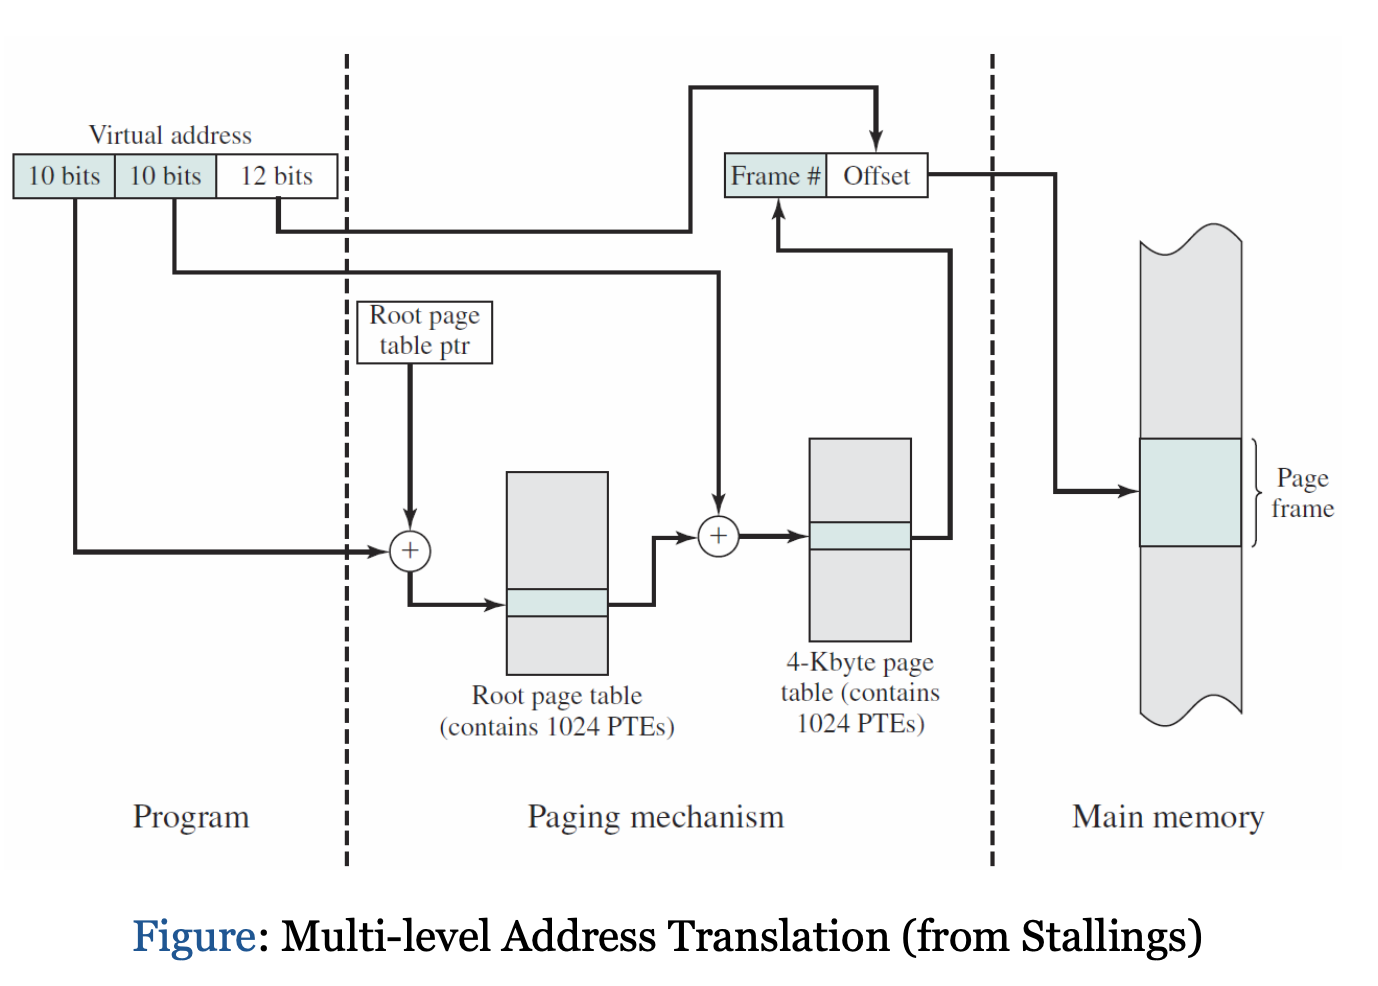 Virtual address
10 bits 10 bits 12 bits
Frame # Offset
Root page
table ptr
+
+
Page
frame
Root page table
(contains 1024 PTEs)
4-Kbyte page
table (contains
1024 PTEs)
Program
Paging mechanism
Main memory
Figure: Multi-level Address Translation (from Stallings)